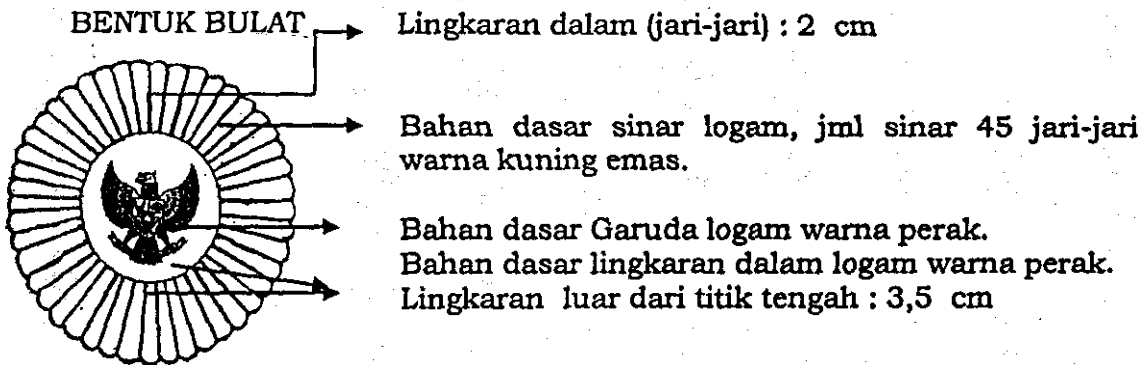 BENTUK BULAT
Lingkaran dalam (jari-jari) : 2 cm
Bahan dasar sinar logam, jml sinar 45 jari-jari
warna kuning emas.
Bahan dasar Garuda logam warna perak.
Bahan dasar lingkaran dalam logam warna perak.
Lingkaran luar dari titik tengah : 3,5 cm